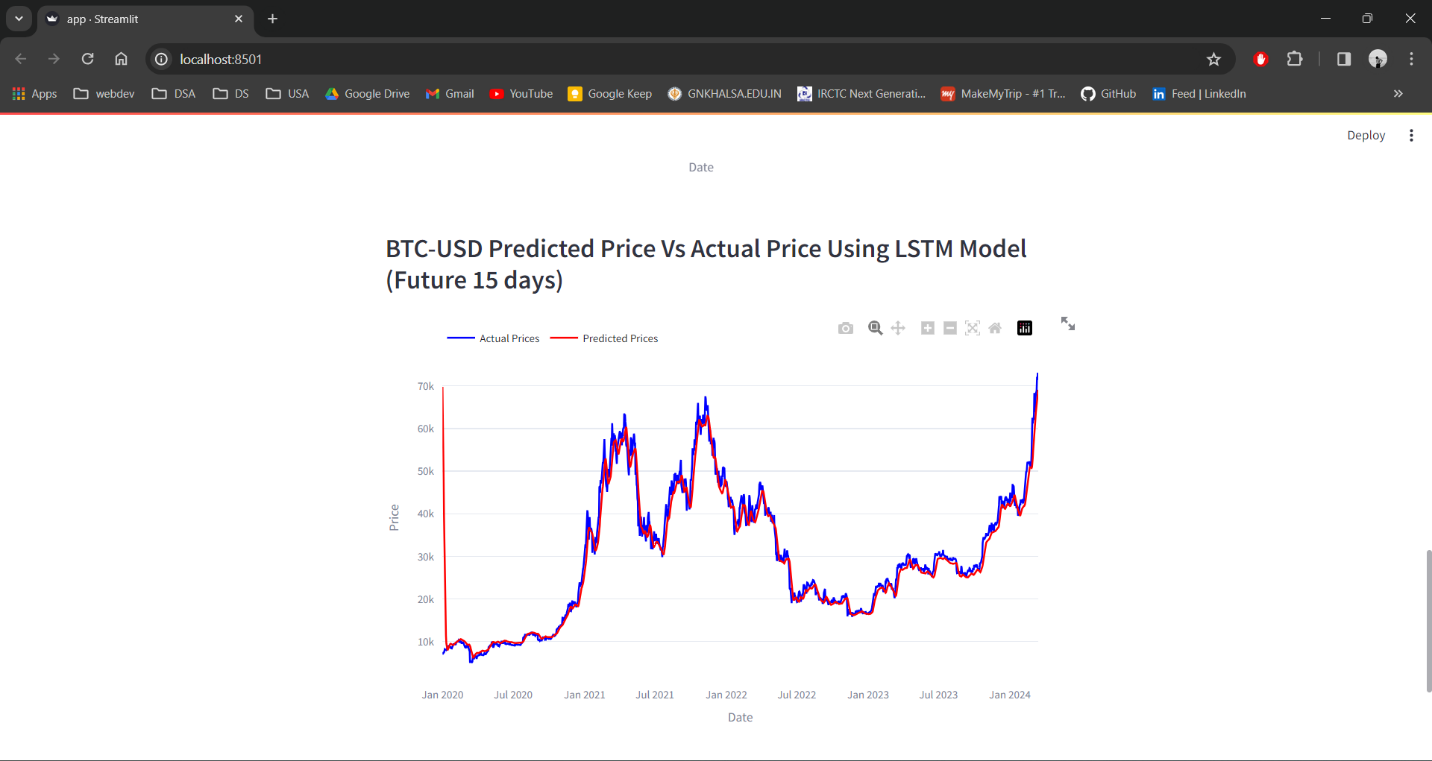 app · Streamlit
localhost:8501
Apps webdev DSA DS USA Google Drive Gmail YouTube Google Keep GNKHALSA.EDU.IN IRCTC Next Generati... MakeMyTrip - #1 Tr... GitHub Feed | LinkedIn
Deploy
Date
BTC-USD Predicted Price Vs Actual Price Using LSTM Model
(Future 15 days)
Actual Prices Predicted Prices
70k
60k
50k
40k
30k
20k
10k
Price
Jan 2020 Jul 2020 Jan 2021 Jul 2021 Jan 2022 Jul 2022 Jan 2023 Jul 2023 Jan 2024
Date